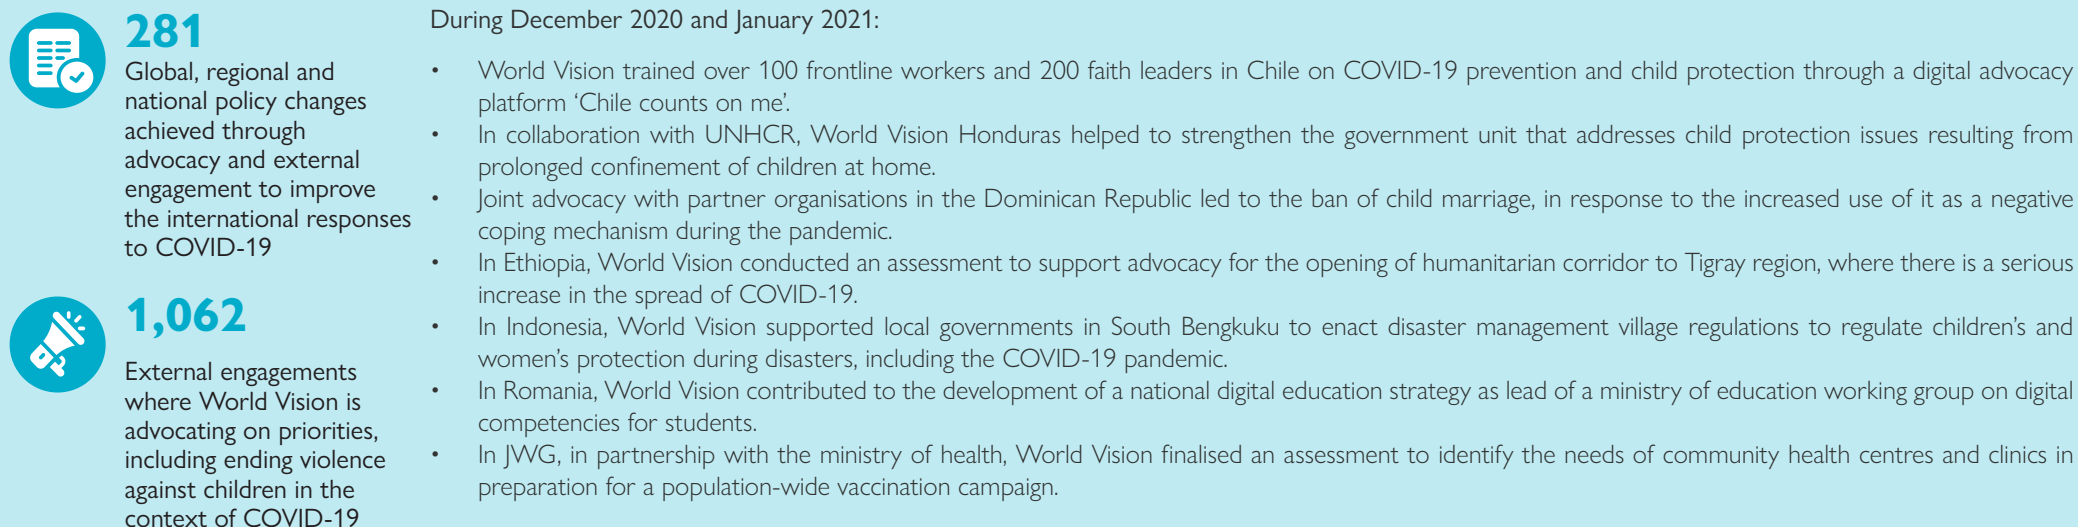 281
Global, regional and
national policy changes
achieved through
advocacy and external
engagement to improve
the international responses
to COVID-19
1,062
External engagements
where World Vision is
advocating on priorities,
including ending violence
against children in the
context of COVID-19
During December 2020 and January 2021:
• World Vision trained over 100 frontline workers and 200 faith leaders in Chile on COVID-19 prevention and child protection through a digital advocacy
platform ‘Chile counts on me’.
• In collaboration with UNHCR, World Vision Honduras helped to strengthen the government unit that addresses child protection issues resulting from
prolonged confinement of children at home.
• Joint advocacy with partner organisations in the Dominican Republic led to the ban of child marriage, in response to the increased use of it as a negative
coping mechanism during the pandemic.
• In Ethiopia, World Vision conducted an assessment to support advocacy for the opening of humanitarian corridor to Tigray region, where there is a serious
increase in the spread of COVID-19.
• In Indonesia, World Vision supported local governments in South Bengkuku to enact disaster management village regulations to regulate children’s and
women’s protection during disasters, including the COVID-19 pandemic.
• In Romania, World Vision contributed to the development of a national digital education strategy as lead of a ministry of education working group on digital
competencies for students.
• In JWG, in partnership with the ministry of health, World Vision finalised an assessment to identify the needs of community health centres and clinics in
preparation for a population-wide vaccination campaign.